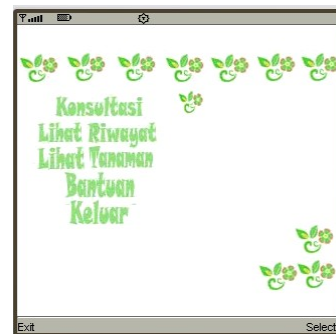 Konsultasi
Lihat Riwayat
Lihat Tanaman
Bantuan
Keluar
Exit
Select